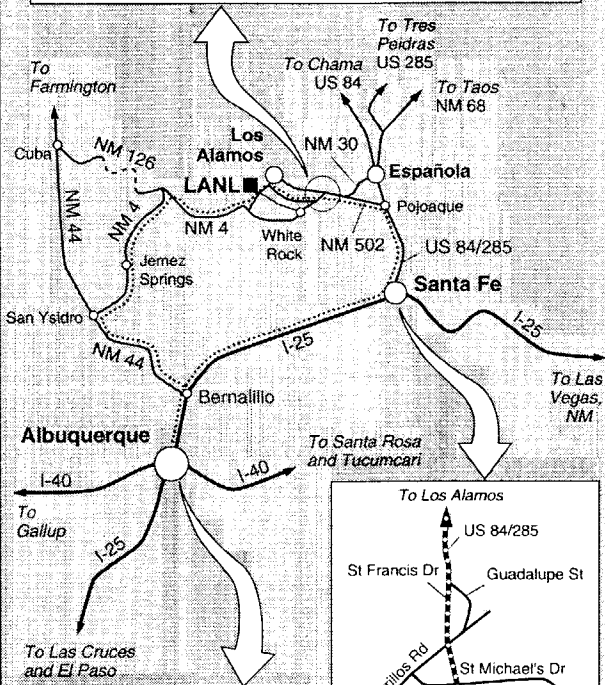 To Tres
Peidras
US 285
To Chama
US 84
To
Farmington
To Taos
NM 68
Los
Alamos
NM 30
Cuba
NM 126
Española
LANL
NM 44
NM 4
NM 4
Pojoaque
White
Rock
NM 502
US 84/285
Jemez
Springs
Santa Fe
San Ysidro
I-25
I-25
NM 44
To Las
Vegas,
NM
Bernalillo
Albuquerque
To Santa Rosa
and Tucumcari
I-40
I-40
To
Gallup
I-25
To Las Cruces
and El Paso
To Los Alamos
US 84/285
St Francis Dr
Guadalupe St
rillos Rd
St Michael's Dr